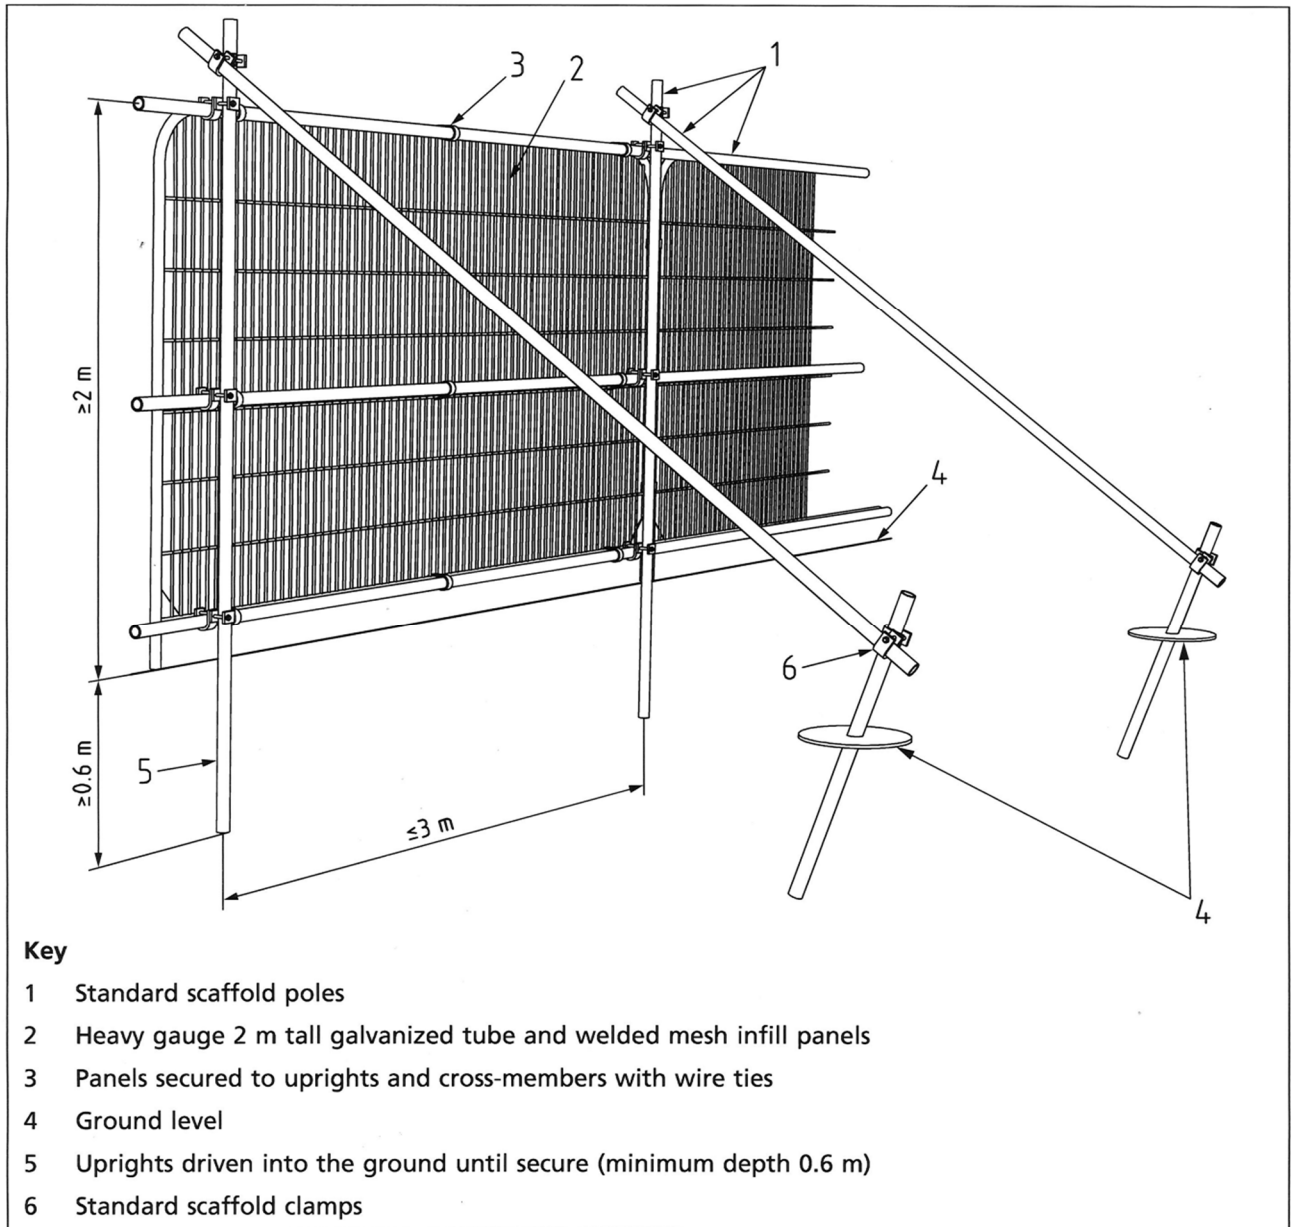 3
2
1
≥2 m
4
6
5
≥0.6 m
≤3 m
4
Key
1 Standard scaffold poles
2 Heavy gauge 2 m tall galvanized tube and welded mesh infill panels
3 Panels secured to uprights and cross-members with wire ties
4 Ground level
5 Uprights driven into the ground until secure (minimum depth 0.6 m)
6 Standard scaffold clamps